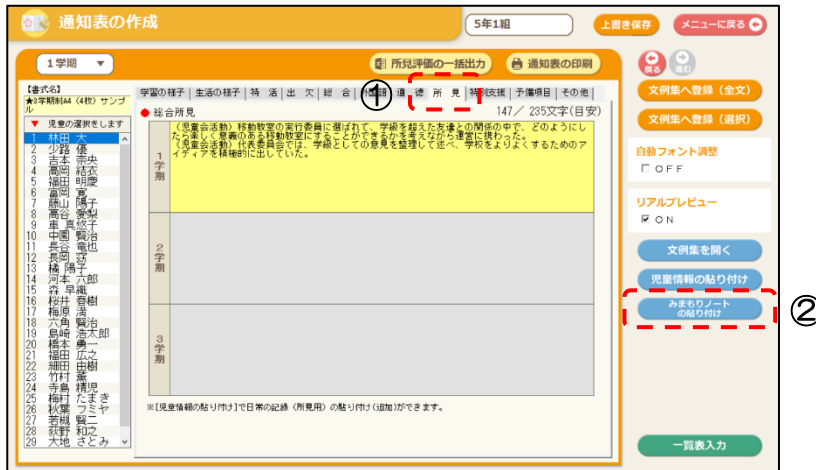 通知表の作成
5年1組
上書き保存
メニューに戻る
1学期 ▼
所見評価の一括出力
通知表の印刷
戻る
進む
【書式名】
★3学期制A4（4枚）サンプ
ル
▼ 児童の選択をします
1 林田 大
2 少路 優
3 吉本 奈央
4 高岡 結衣
5 福田 明慶
6 富岡 寛
7 藤山 陽子
8 高谷 愛梨
9 車 真悠子
10 中園 賢治
11 長谷 竜也
12 長岡
13 橘 陽子
14 河本 六郎
15 森 早織
16 桜井 春樹
17 梅原 満
18 六角 賢治
19 島崎 浩太郎
20 橋本 勇一
21 福田 広之
22 細田 由樹
23 竹村 薫
24 寺島 精児
25 梅村 たまき
26 秋葉 フミヤ
27 若槻 賢二
28 荻野 和之
29 大地 さとみ
学習の様子 生活の様子 特 活 出 欠 総 合 外国語 道 徳 所 見 特別支援 予備項目 その他
①
● 総合所見
147／ 235文字(目安)
1学期
（児童会活動）移動教室の実行委員に選ばれて、学級を超えた友達との関係の中で、どのようにし
たら楽しく意義のある移動教室にすることができるかを考えながら運営に携わった。
（児童会活動）代表委員会では、学級としての意見を整理して述べ、学校をよりよくするためのア
イディアを積極的に出していた。
2学期
3学期
※[児童情報の貼り付け]で日常の記録（所見用）の貼り付け(追加)ができます。
文例集へ登録（全文）
文例集へ登録（選択）
自動フォント調整
OFF
リアルプレビュー
ON
文例集を開く
児童情報の貼り付け
みまもりノート
の貼り付け
②
一覧表入力